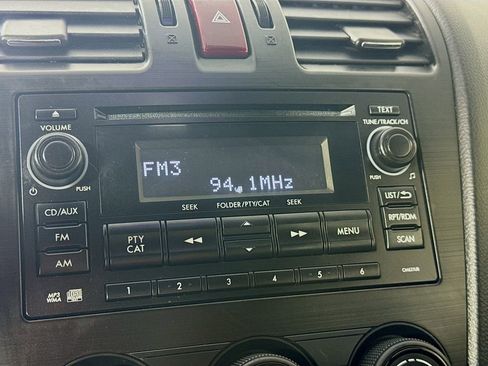 TEXT
VOLUME
TUNE/TRACK/CH
FM3
94.1MHz
PUSH
PUSH
SEEK
FOLDER/PTY/CAT
SEEK
CD/AUX
LIST/
FM
PTY
CAT
MENU
RPT/RDM
AM
SCAN
1
2
3
4
5
6
MP3
WMA